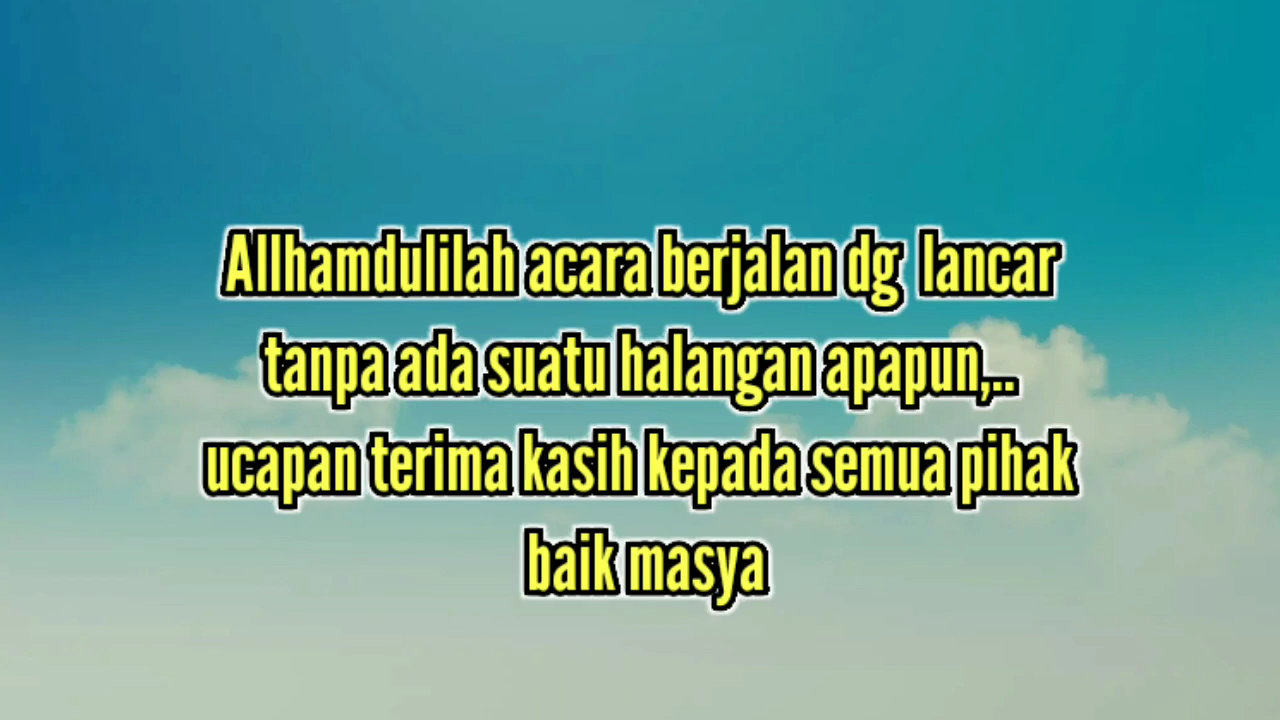 Allhamdulilah acara berjalan dg lancar
tanpa ada suatu halangan apapun,..
ucapan terima kasih kepada semua pihak
baik masya